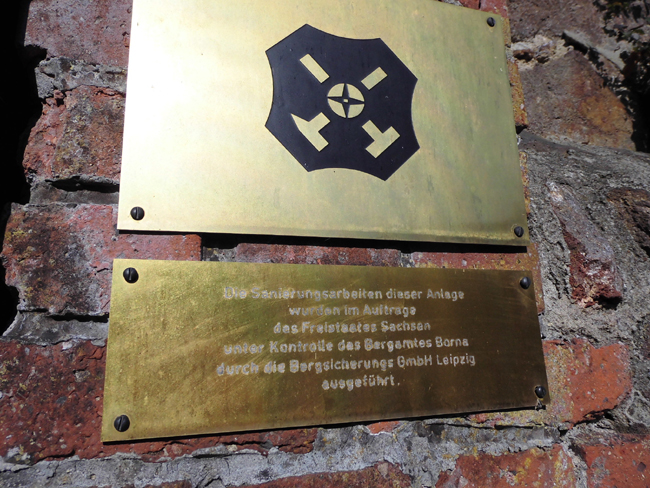 Die Sanierungsarbeiten dieser Anlage
wurden im Auftrage
des Freistaates Sachsen
unter Kontrolle des Bergamtes Borna
durch die Bergsicherungs GmbH Leipzig
ausgeführt.